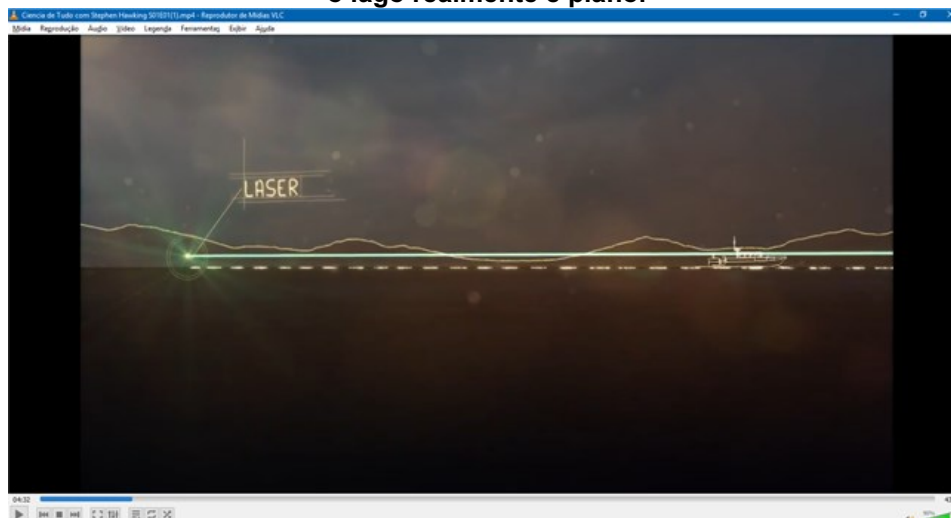 o lago realmente é plano.
Ciencia de Tudo com Stephen Hawking S01E01(1).mp4 - Reprodutor de Mídias VLC
Mídia Reprodução Áudio Vídeo Legenda Ferramentas Exibir Ajuda
LASER
04:32
90%